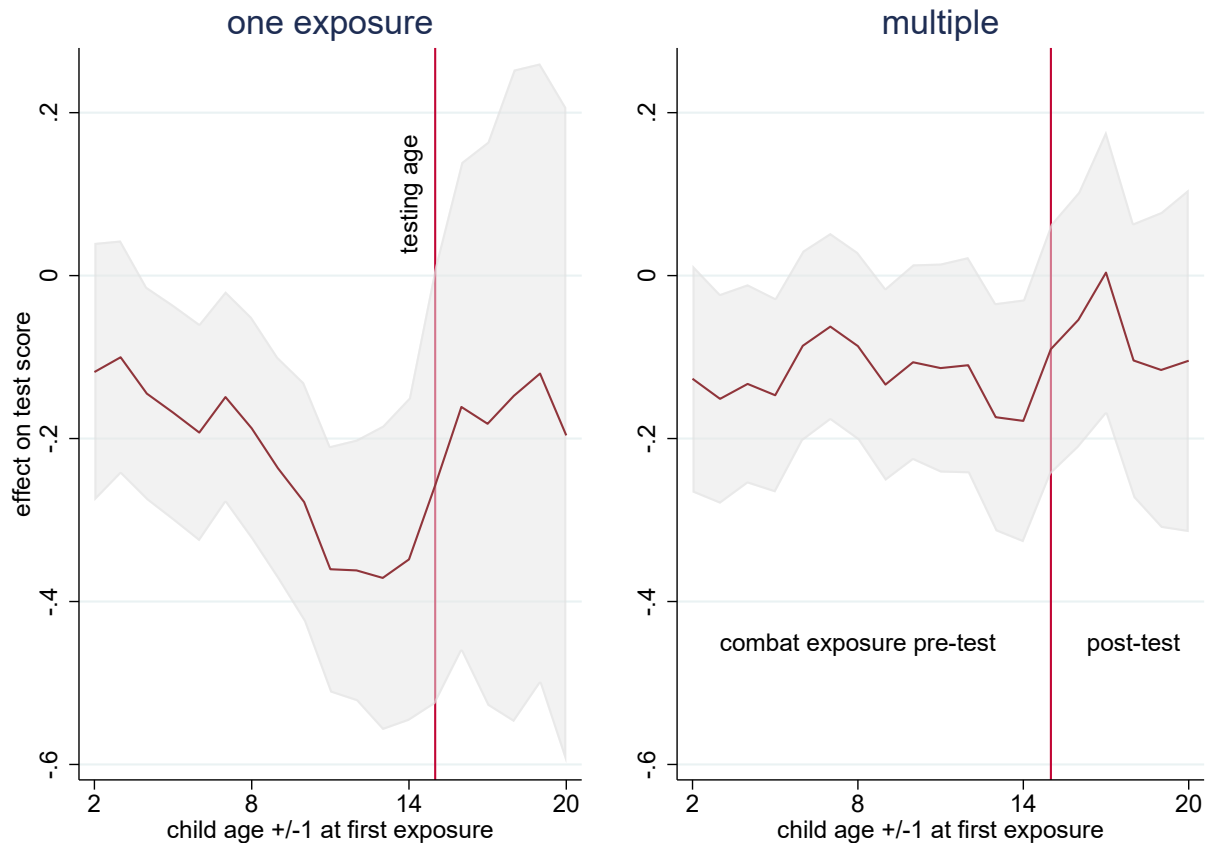 one exposure
multiple
effect on test score
.2
0
-.2
-.4
-.6
testing age
2
8
14
20
child age +/-1 at first exposure
.2
0
-.2
-.4
-.6
combat exposure pre-test
post-test
2
8
14
20
child age +/-1 at first exposure